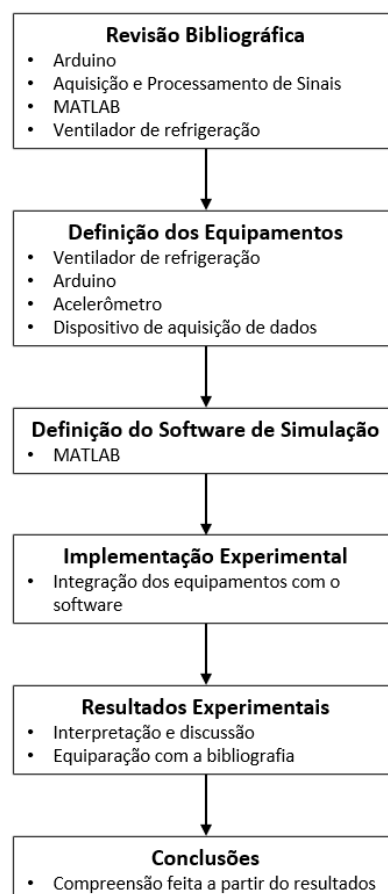 Revisão Bibliográfica
• Arduino
• Aquisição e Processamento de Sinais
• MATLAB
• Ventilador de refrigeração
Definição dos Equipamentos
• Ventilador de refrigeração
• Arduino
• Acelerômetro
• Dispositivo de aquisição de dados
Definição do Software de Simulação
• MATLAB
Implementação Experimental
• Integração dos equipamentos com o
software
Resultados Experimentais
• Interpretação e discussão
• Equiparação com a bibliografia
Conclusões
• Compreensão feita a partir do resultados